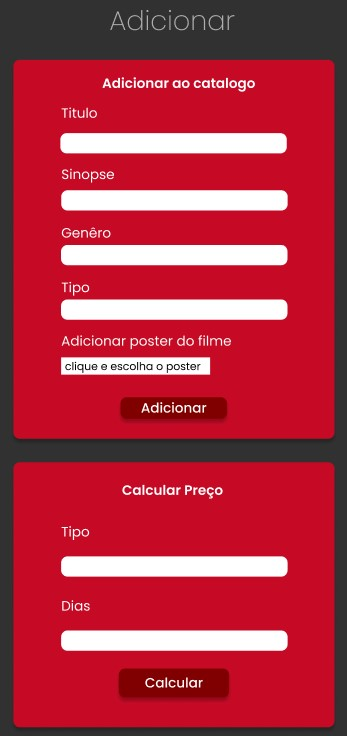 Adicionar
Adicionar ao catalogo
Titulo
Sinopse
Genêro
Tipo
Adicionar poster do filme
clique e escolha o poster
Adicionar
Calcular Preço
Tipo
Dias
Calcular